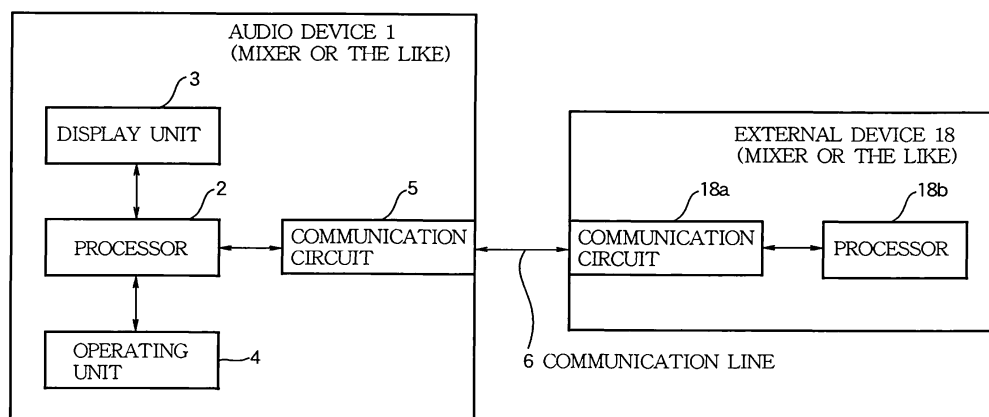 AUDIO DEVICE 1
(MIXER OR THE LIKE)
3
DISPLAY UNIT
2
PROCESSOR
5
COMMUNICATION
CIRCUIT
OPERATING
UNIT
4
6 COMMUNICATION LINE
EXTERNAL DEVICE 18
(MIXER OR THE LIKE)
18a
COMMUNICATION
CIRCUIT
18b
PROCESSOR